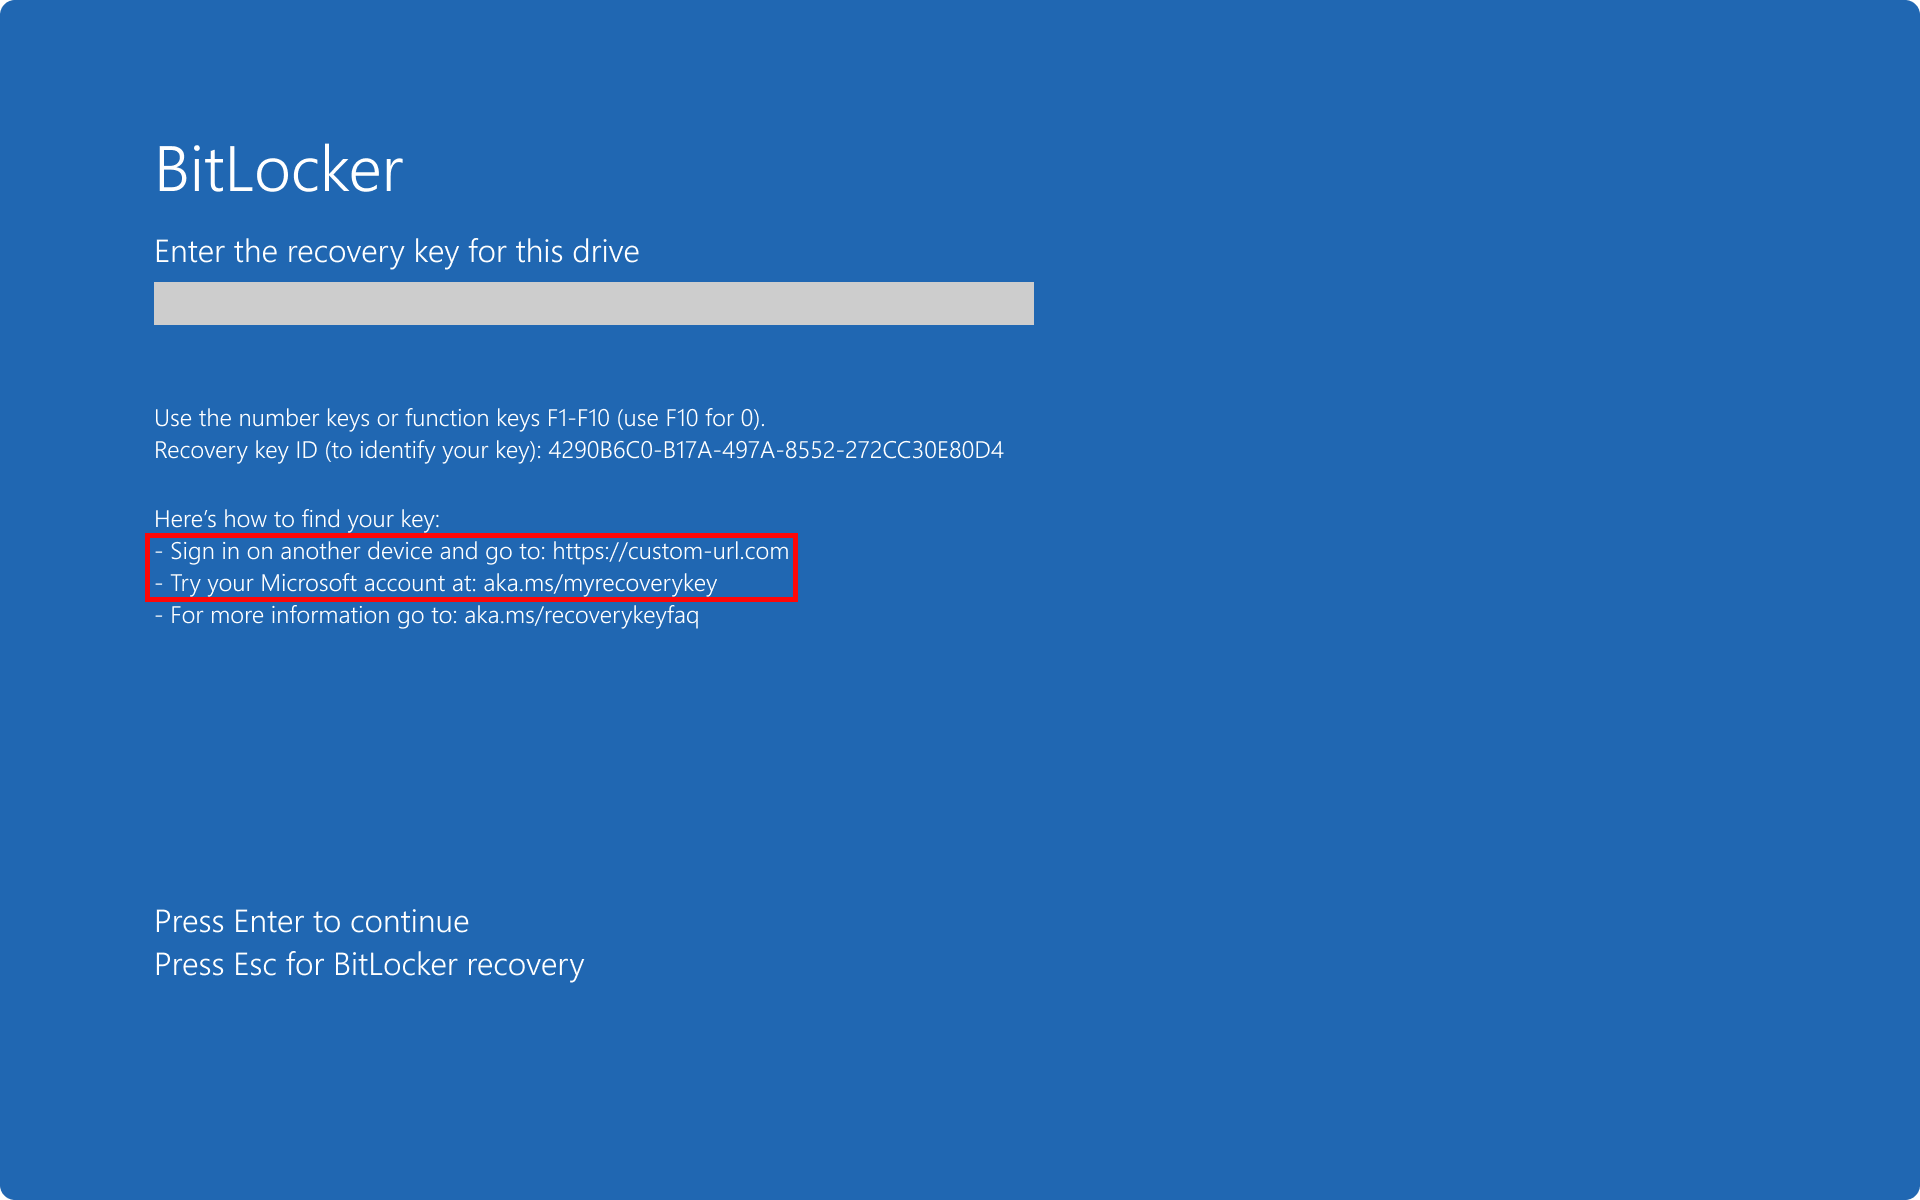 BitLocker
Enter the recovery key for this drive
Use the number keys or function keys F1-F10 (use F10 for 0).
Recovery key ID (to identify your key): 4290B6C0-B17A-497A-8552-272CC30E80D4
Here’s how to find your key:
- Sign in on another device and go to: https://custom-url.com
- Try your Microsoft account at: aka.ms/myrecoverykey
- For more information go to: aka.ms/recoverykeyfaq
Press Enter to continue
Press Esc for BitLocker recovery